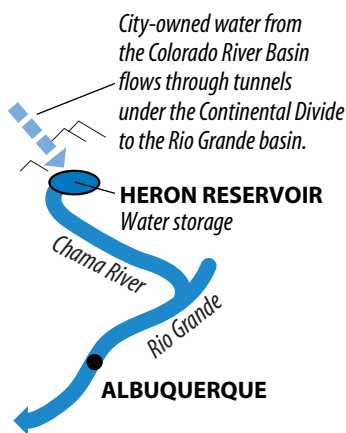 City-owned water from
the Colorado River Basin
flows through tunnels
under the Continental Divide
to the Rio Grande basin.
HERON RESERVOIR
Water storage
Chama River
Rio Grande
ALBUQUERQUE